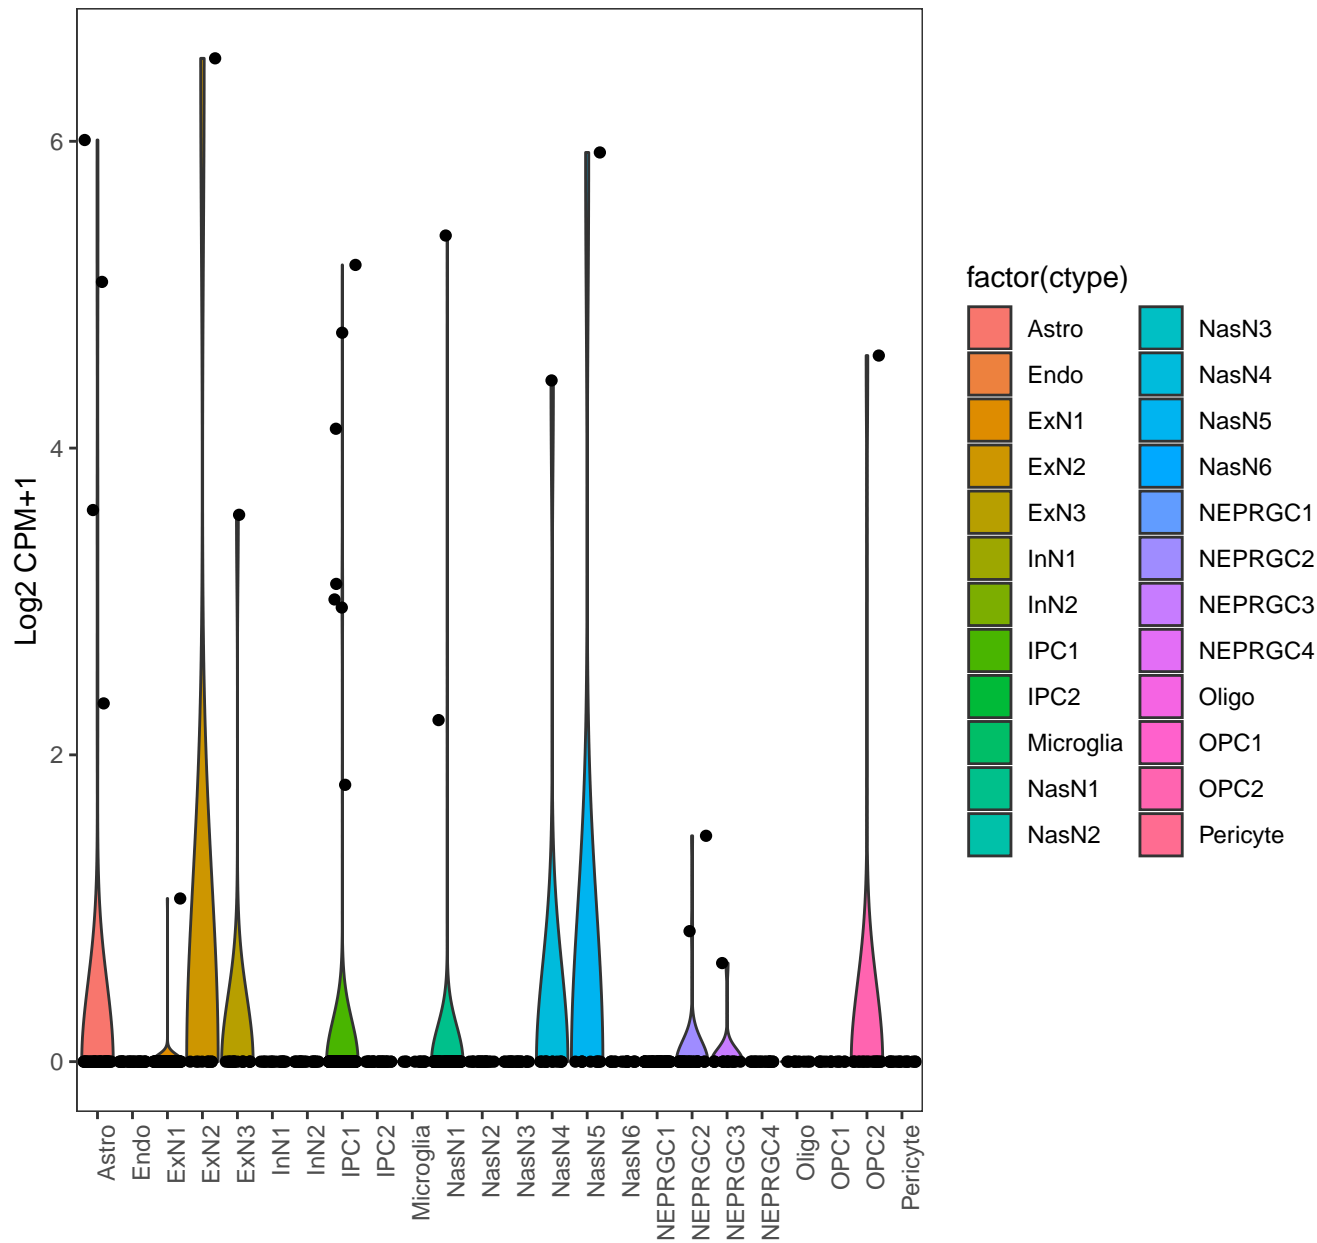 Log2 CPM+1
6
4
2
0
Astro
Endo
ExN1
ExN2
ExN3
InN1
InN2
IPC1
IPC2
Microglia
NasN1
NasN2
NasN3
NasN4
NasN5
NasN6
NEPRGC1
NEPRGC2
NEPRGC3
NEPRGC4
Oligo
OPC1
OPC2
Pericyte
factor(ctype)
Astro
Endo
ExN1
ExN2
ExN3
InN1
InN2
IPC1
IPC2
Microglia
NasN1
NasN2
NasN3
NasN4
NasN5
NasN6
NEPRGC1
NEPRGC2
NEPRGC3
NEPRGC4
Oligo
OPC1
OPC2
Pericyte